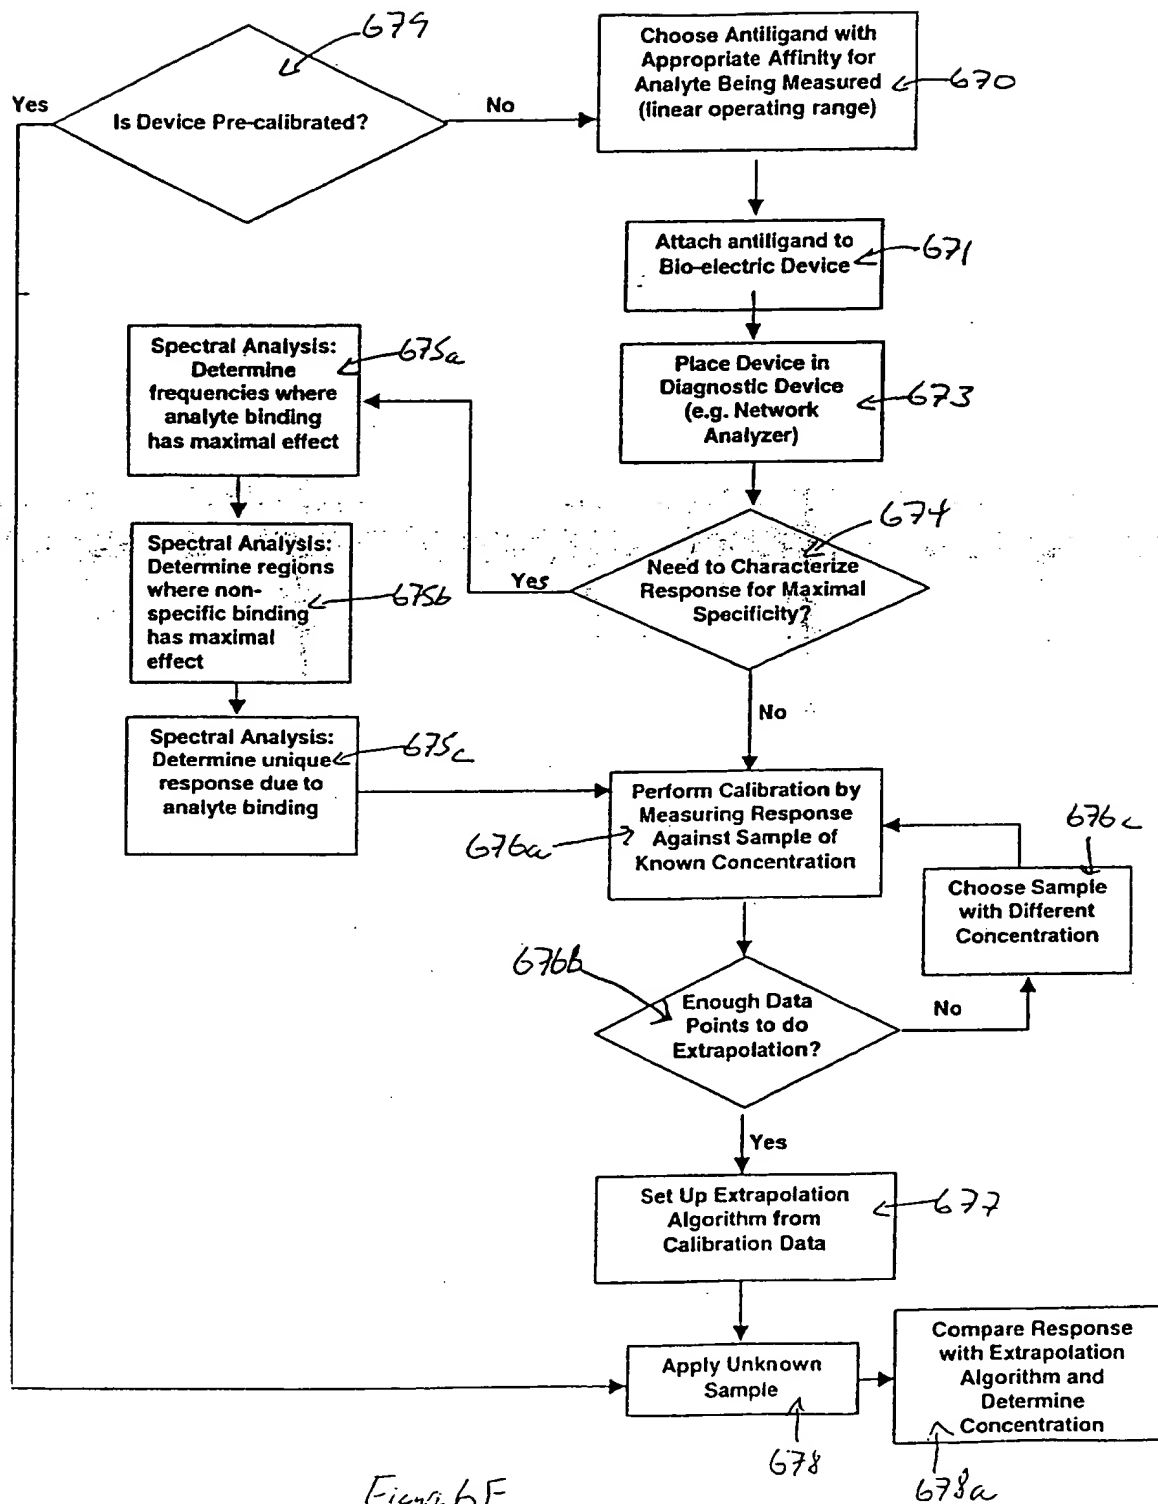 679
Is Device Pre-calibrated?
Yes
No
Choose Antiligand with
Appropriate Affinity for
Analyte Being Measured
(linear operating range)
670
Attach antiligand to
Bio-electric Device
671
Place Device in
Diagnostic Device
(e.g. Network
Analyzer)
673
Need to Characterize
Response for Maximal
Specificity?
674
Yes
No
Spectral Analysis:
Determine
frequencies where
analyte binding
has maximal effect
675a
Spectral Analysis:
Determine regions
where non-
specific binding
has maximal
effect
675b
Spectral Analysis:
Determine unique
response due to
analyte binding
675c
Perform Calibration by
Measuring Response
Against Sample of
Known Concentration
676a
Choose Sample
with Different
Concentration
676c
Enough Data
Points to do
Extrapolation?
676b
No
Yes
Set Up Extrapolation
Algorithm from
Calibration Data
677
Apply Unknown
Sample
678
Compare Response
with Extrapolation
Algorithm and
Determine
Concentration
678a
6F